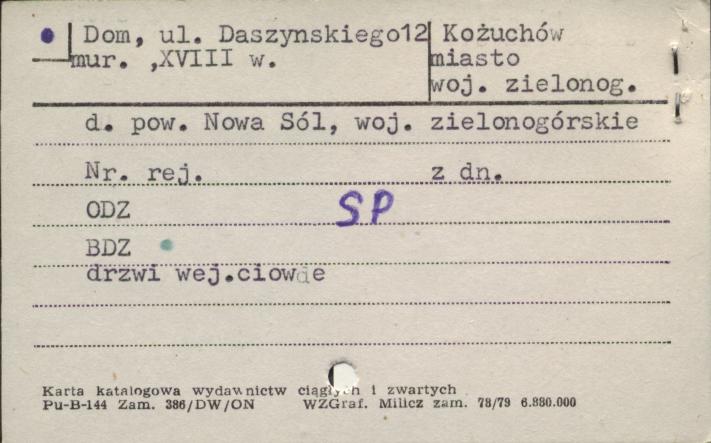 Dom, ul. Daszynskiego12 Kożuchów
mur. ,XVIII w. miasto
woj. zielonog.
d. pow. Nowa Sól, woj. zielonogórskie
Nr. rej. z dn.
ODZ SP
BDZ
drzwi wej.ciowe
Karta katalogowa wydawnictw ciągłych i zwartych
Pu-B-144 Zam. 386/DW/ON WZGraf. Milicz zam. 78/79 6.880.000